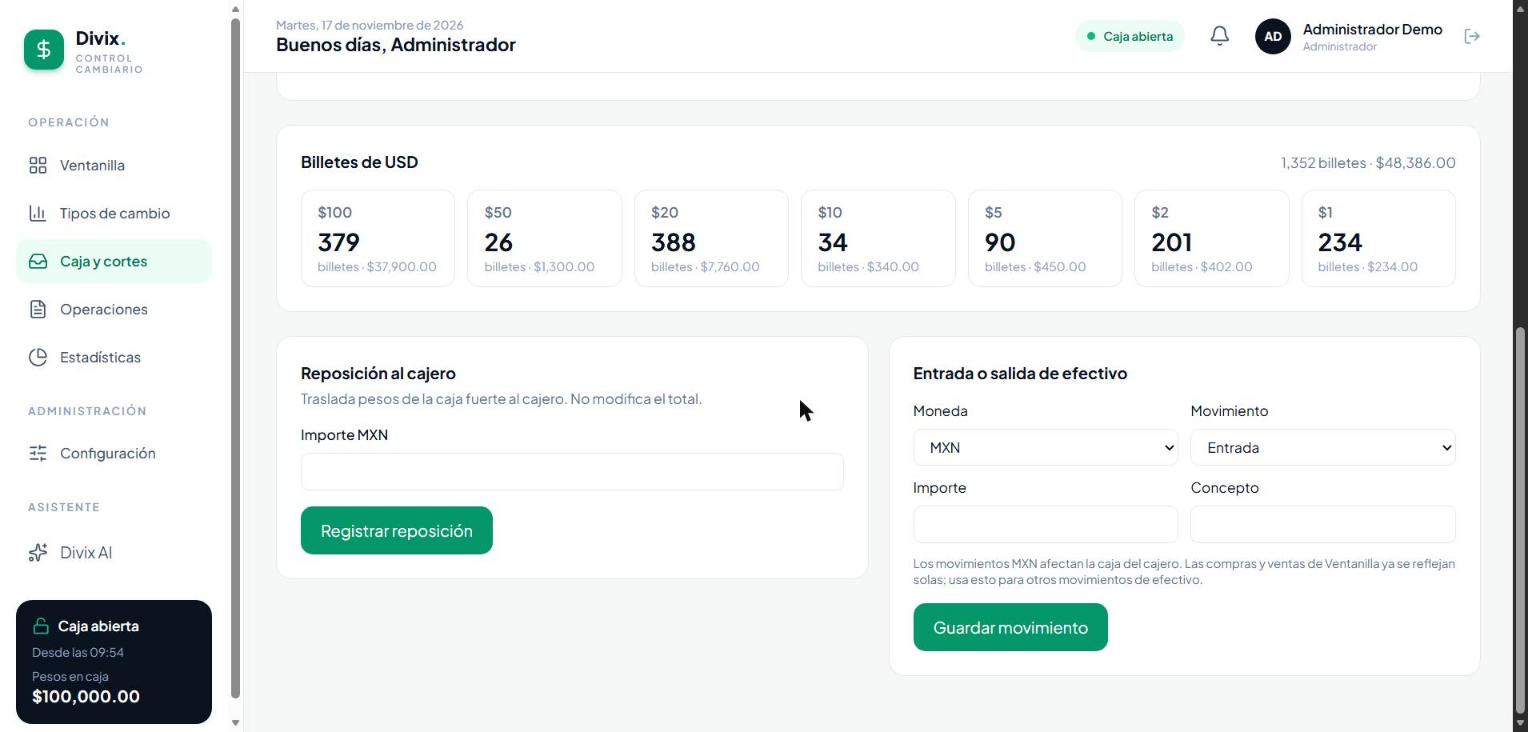 Divix.
CONTROL
CAMBIARIO
OPERACIÓN
Ventanilla
Tipos de cambio
Caja y cortes
Operaciones
Estadísticas
ADMINISTRACIÓN
Configuración
ASISTENTE
Divix AI
Caja abierta
Desde las 09:54
Pesos en caja
$100,000.00
Martes, 17 de noviembre de 2026
Buenos días, Administrador
Caja abierta
AD
Administrador Demo
Administrador
Billetes de USD
1,352 billetes · $48,386.00
$100
379
billetes · $37,900.00
$50
26
billetes · $1,300.00
$20
388
billetes · $7,760.00
$10
34
billetes · $340.00
$5
90
billetes · $450.00
$2
201
billetes · $402.00
$1
234
billetes · $234.00
Reposición al cajero
Traslada pesos de la caja fuerte al cajero. No modifica el total.
Importe MXN
Registrar reposición
Entrada o salida de efectivo
Moneda
Movimiento
MXN
Entrada
Importe
Concepto
Los movimientos MXN afectan la caja del cajero. Las compras y ventas de Ventanilla ya se reflejan
solas; usa esto para otros movimientos de efectivo.
Guardar movimiento